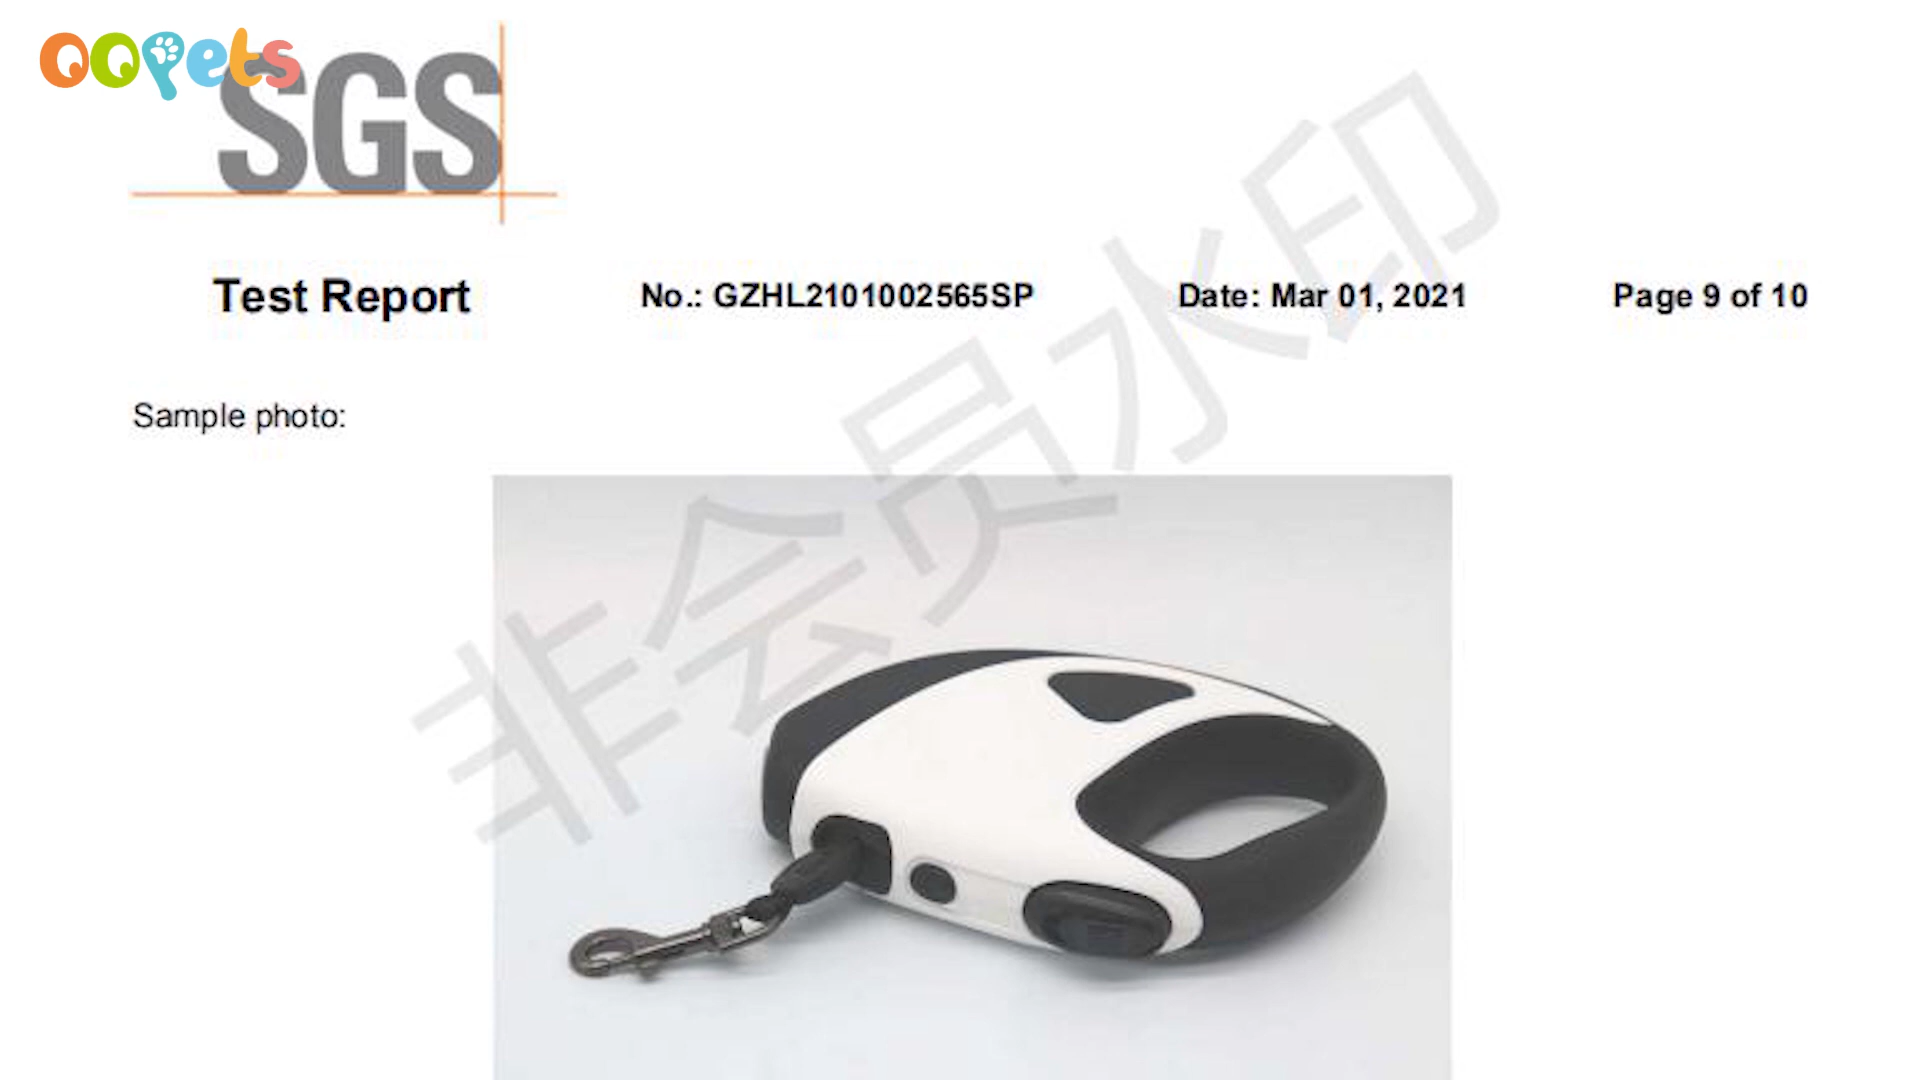 QQPets
SGS
Test Report No.: GZHL2101002565SP Date: Mar 01, 2021 Page 9 of 10
Sample photo:
非会员水印